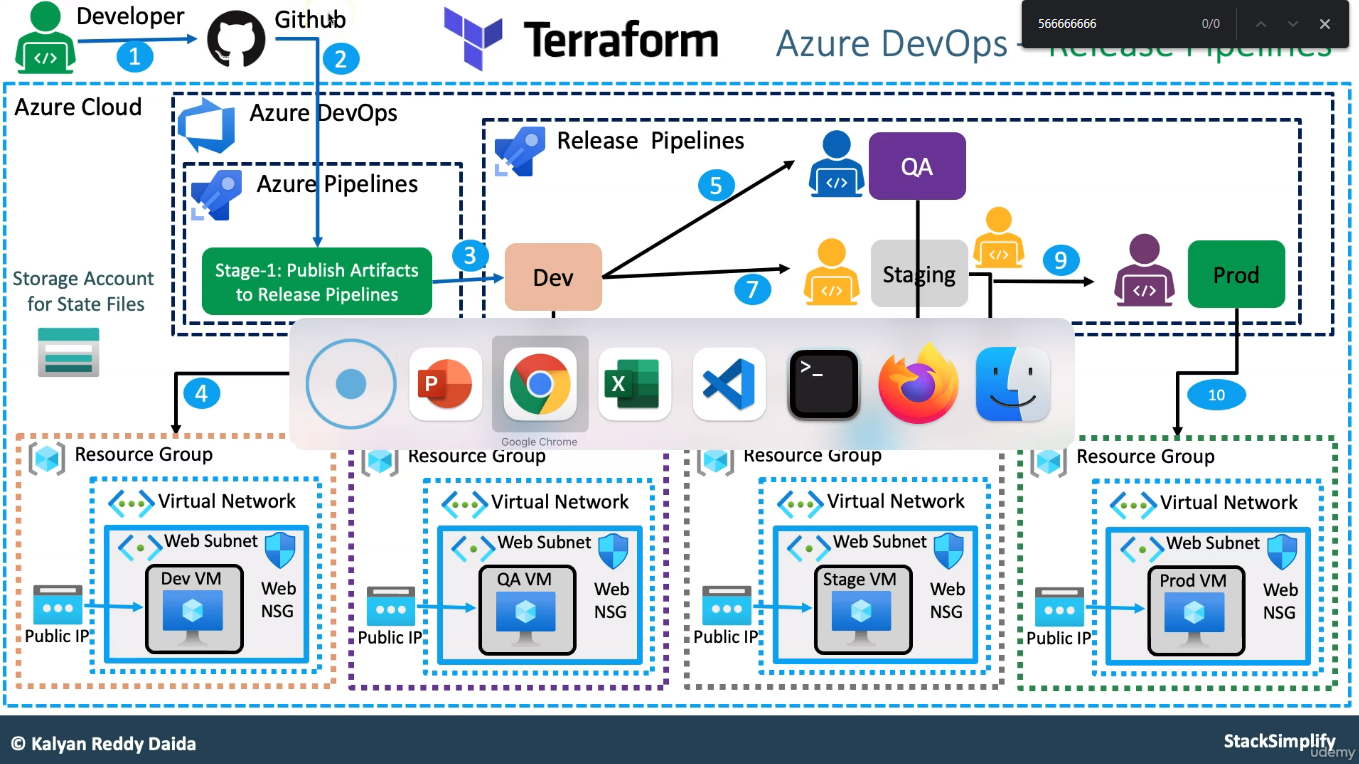 Developer
Github
Terraform
Azure DevOps - Release Pipelines
566666666
0/0
1
2
Azure Cloud
Azure DevOps
Release Pipelines
Azure Pipelines
5
QA
Stage-1: Publish Artifacts
to Release Pipelines
3
Dev
7
Staging
9
Prod
Storage Account
for State Files
4
P
X
>_
10
Google Chrome
Resource Group
Virtual Network
Web Subnet
Dev VM
Web
NSG
Public IP
Resource Group
Virtual Network
Web Subnet
QA VM
Web
NSG
Public IP
Resource Group
Virtual Network
Web Subnet
Stage VM
Web
NSG
Public IP
Resource Group
Virtual Network
Web Subnet
Prod VM
Web
NSG
Public IP
© Kalyan Reddy Daida
StackSimplify
udemy